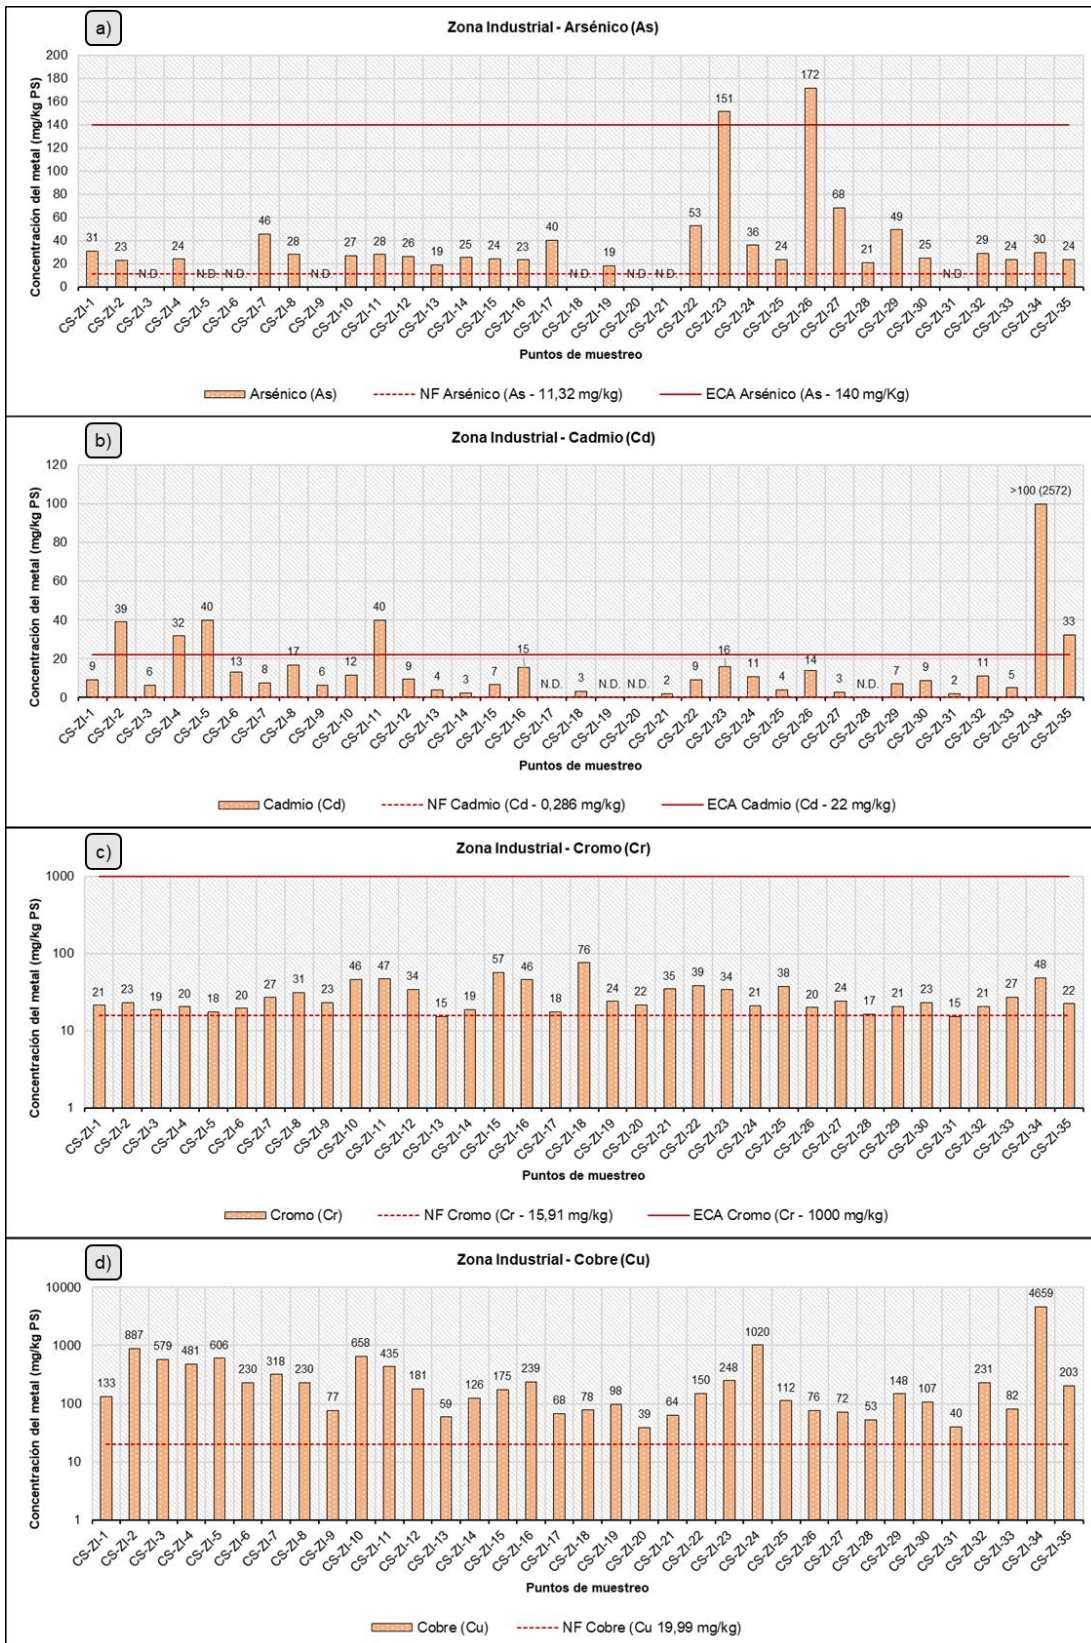 a)
Zona Industrial - Arsénico (As)
Concentración del metal (mg/kg PS)
200
180
160
140
120
100
80
60
40
20
0
31 23 N.D. 24 N.D. N.D. 46 28 N.D. 27 28 26 19 25 24 23 40 N.D. 19 N.D. N.D. 53 151 36 24 172 68 21 49 25 N.D. 29 24 30 24
CS-ZI-1 CS-ZI-2 CS-ZI-3 CS-ZI-4 CS-ZI-5 CS-ZI-6 CS-ZI-7 CS-ZI-8 CS-ZI-9 CS-ZI-10 CS-ZI-11 CS-ZI-12 CS-ZI-13 CS-ZI-14 CS-ZI-15 CS-ZI-16 CS-ZI-17 CS-ZI-18 CS-ZI-19 CS-ZI-20 CS-ZI-21 CS-ZI-22 CS-ZI-23 CS-ZI-24 CS-ZI-25 CS-ZI-26 CS-ZI-27 CS-ZI-28 CS-ZI-29 CS-ZI-30 CS-ZI-31 CS-ZI-32 CS-ZI-33 CS-ZI-34 CS-ZI-35
Puntos de muestreo
Arsénico (As) NF Arsénico (As - 11,32 mg/kg) ECA Arsénico (As - 140 mg/Kg)
b)
Zona Industrial - Cadmio (Cd)
Concentración del metal (mg/kg PS)
120
100
80
60
40
20
0
9 39 6 32 40 13 8 17 6 12 40 9 4 3 7 15 N.D. 3 N.D. N.D. 2 9 16 11 4 14 3 N.D. 7 9 2 11 5 >100 (2572) 33
CS-ZI-1 CS-ZI-2 CS-ZI-3 CS-ZI-4 CS-ZI-5 CS-ZI-6 CS-ZI-7 CS-ZI-8 CS-ZI-9 CS-ZI-10 CS-ZI-11 CS-ZI-12 CS-ZI-13 CS-ZI-14 CS-ZI-15 CS-ZI-16 CS-ZI-17 CS-ZI-18 CS-ZI-19 CS-ZI-20 CS-ZI-21 CS-ZI-22 CS-ZI-23 CS-ZI-24 CS-ZI-25 CS-ZI-26 CS-ZI-27 CS-ZI-28 CS-ZI-29 CS-ZI-30 CS-ZI-31 CS-ZI-32 CS-ZI-33 CS-ZI-34 CS-ZI-35
Puntos de muestreo
Cadmio (Cd) NF Cadmio (Cd - 0,286 mg/kg) ECA Cadmio (Cd - 22 mg/kg)
c)
Zona Industrial - Cromo (Cr)
Concentración del metal (mg/kg PS)
1000
100
10
1
21 23 19 20 18 20 27 31 23 46 47 34 15 19 57 46 18 76 24 22 35 39 34 21 38 20 24 17 21 23 15 21 27 48 22
CS-ZI-1 CS-ZI-2 CS-ZI-3 CS-ZI-4 CS-ZI-5 CS-ZI-6 CS-ZI-7 CS-ZI-8 CS-ZI-9 CS-ZI-10 CS-ZI-11 CS-ZI-12 CS-ZI-13 CS-ZI-14 CS-ZI-15 CS-ZI-16 CS-ZI-17 CS-ZI-18 CS-ZI-19 CS-ZI-20 CS-ZI-21 CS-ZI-22 CS-ZI-23 CS-ZI-24 CS-ZI-25 CS-ZI-26 CS-ZI-27 CS-ZI-28 CS-ZI-29 CS-ZI-30 CS-ZI-31 CS-ZI-32 CS-ZI-33 CS-ZI-34 CS-ZI-35
Puntos de muestreo
Cromo (Cr) NF Cromo (Cr - 15,91 mg/kg) ECA Cromo (Cr - 1000 mg/kg)
d)
Zona Industrial - Cobre (Cu)
Concentración del metal (mg/kg PS)
10000
1000
100
10
1
133 887 579 481 606 230 318 230 77 658 435 181 59 126 175 239 68 78 98 39 64 150 248 1020 112 76 72 53 148 107 40 231 82 4659 203
CS-ZI-1 CS-ZI-2 CS-ZI-3 CS-ZI-4 CS-ZI-5 CS-ZI-6 CS-ZI-7 CS-ZI-8 CS-ZI-9 CS-ZI-10 CS-ZI-11 CS-ZI-12 CS-ZI-13 CS-ZI-14 CS-ZI-15 CS-ZI-16 CS-ZI-17 CS-ZI-18 CS-ZI-19 CS-ZI-20 CS-ZI-21 CS-ZI-22 CS-ZI-23 CS-ZI-24 CS-ZI-25 CS-ZI-26 CS-ZI-27 CS-ZI-28 CS-ZI-29 CS-ZI-30 CS-ZI-31 CS-ZI-32 CS-ZI-33 CS-ZI-34 CS-ZI-35
Puntos de muestreo
Cobre (Cu) NF Cobre (Cu 19,99 mg/kg)